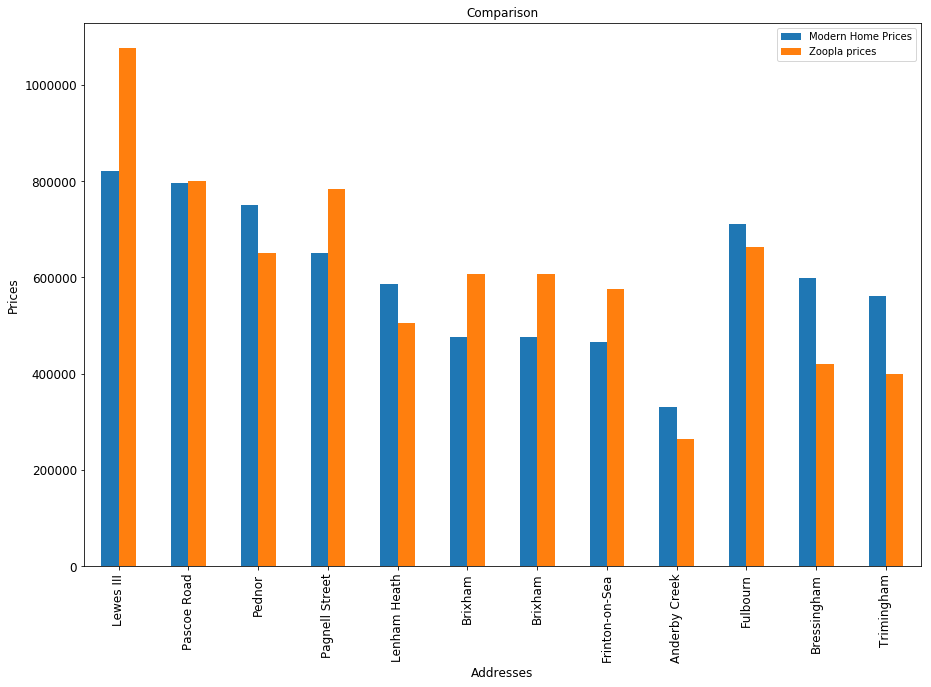 Comparison
Modern Home Prices
Zoopla prices
Prices
1000000
800000
600000
400000
200000
0
Lewes III
Pascoe Road
Pednor
Pagnell Street
Lenham Heath
Brixham
Brixham
Frinton-on-Sea
Anderby Creek
Fulbourn
Bressingham
Trimingham
Addresses